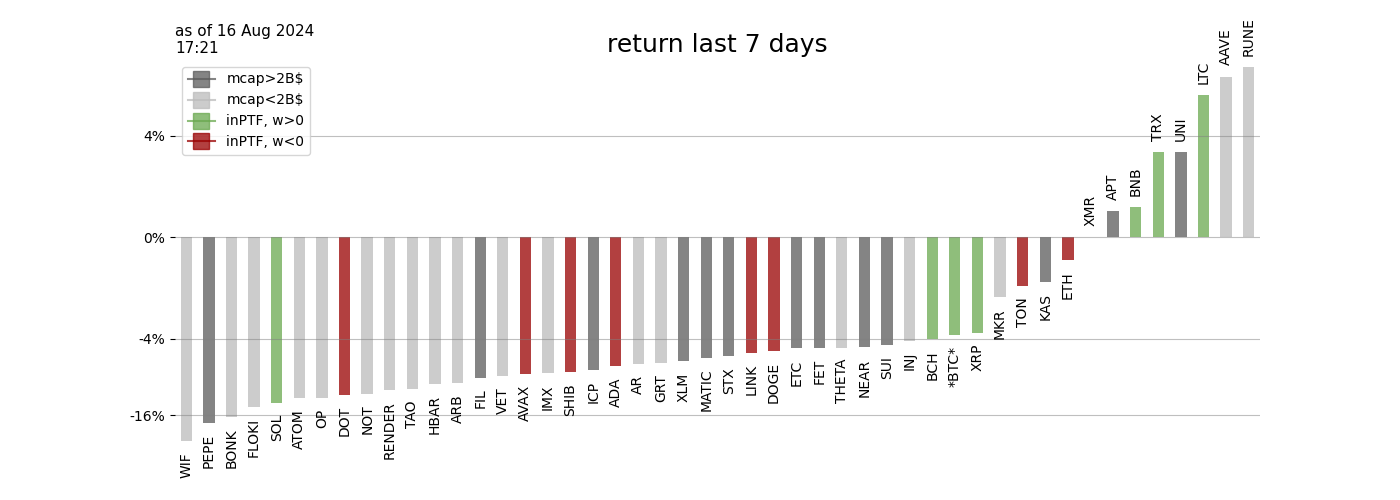 as of 16 Aug 2024
17:21
return last 7 days
mcap>2B$
mcap<2B$
inPTF, w>0
inPTF, w<0
4%
0%
-4%
-16%
WIF
PEPE
BONK
FLOKI
SOL
ATOM
OP
DOT
NOT
RENDER
TAO
HBAR
ARB
FIL
VET
AVAX
IMX
SHIB
ICP
ADA
AR
GRT
XLM
MATIC
STX
LINK
DOGE
ETC
FET
THETA
NEAR
SUI
INJ
BCH
*BTC*
XRP
MKR
TON
KAS
ETH
XMR
APT
BNB
TRX
UNI
LTC
AAVE
RUNE